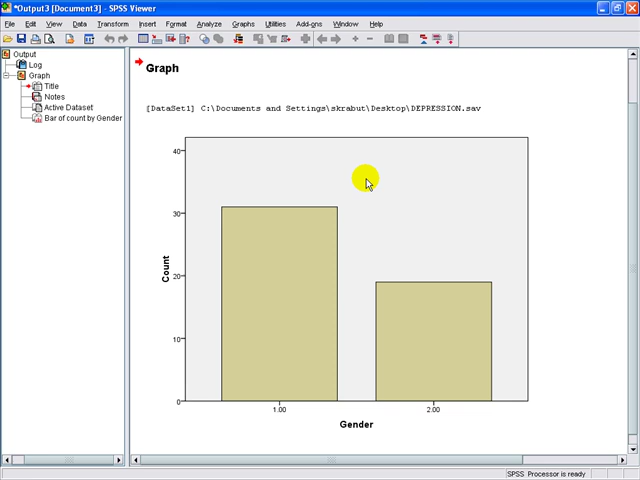 *Output3 [Document3] - SPSS Viewer
File Edit View Data Transform Insert Format Analyze Graphs Utilities Add-ons Window Help
Output
Log
Graph
Title
Notes
Active Dataset
Bar of count by Gender
Graph
[DataSet1] C:\Documents and Settings\skrabut\Desktop\DEPRESSION.sav
40
30
20
10
0
Count
1.00 2.00
Gender
SPSS Processor is ready